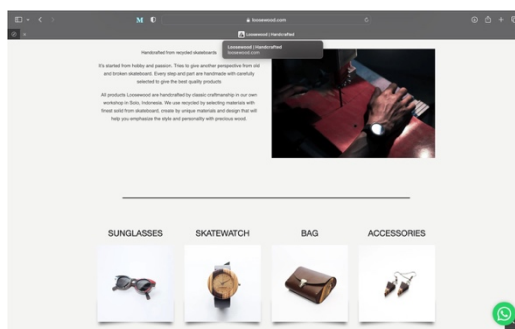 loosewood.com
Loosewood | Handcrafted
Loosewood | Handcrafted
loosewood.com
Handcrafted from recycled skateboards
It's started from hobby and passion. Tries to give another perspective from old
and broken skateboard. Every step and part are handmade with carefully
selected to give the best quality products
All products Loosewood are handcrafted by classic craftmanship in our own
workshop in Solo, Indonesia. We use recycled by selecting materials with
finest solid from skateboard, create by unique materials and design that will
help you emphasize the style and personality with precious wood.
SUNGLASSES
SKATEWATCH
BAG
ACCESSORIES